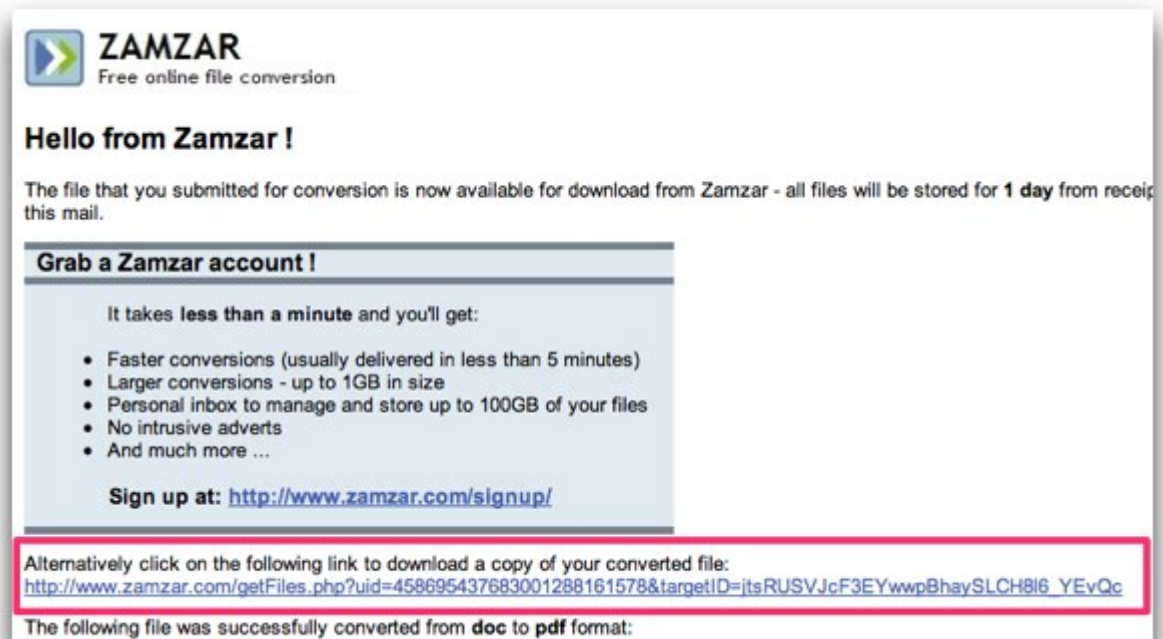 ZAMZAR
Free online file conversion
Hello from Zamzar !
The file that you submitted for conversion is now available for download from Zamzar - all files will be stored for 1 day from receip
this mail.
Grab a Zamzar account !
It takes less than a minute and you'll get:
• Faster conversions (usually delivered in less than 5 minutes)
• Larger conversions - up to 1GB in size
• Personal inbox to manage and store up to 100GB of your files
• No intrusive adverts
• And much more ...
Sign up at: http://www.zamzar.com/signup/
Alternatively click on the following link to download a copy of your converted file:
http://www.zamzar.com/getFiles.php?uid=458695437683001288161578&targetID=jtsRUSVJcF3EYwwpBhaySLCH8I6_YEvQc
The following file was successfully converted from doc to pdf format: